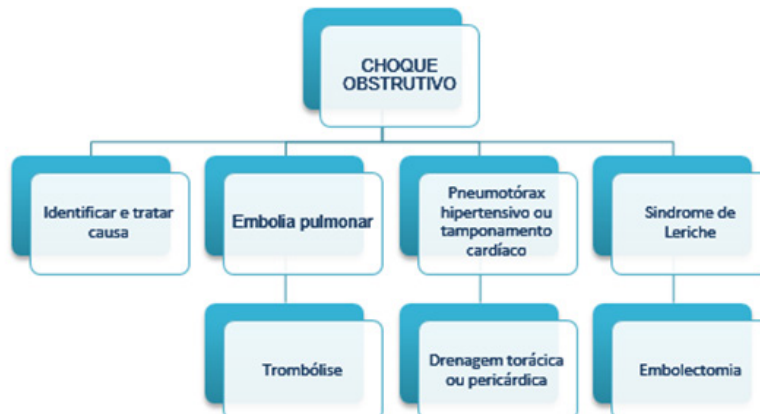 CHOQUE
OBSTRUTIVO
Identificar e tratar
causa
Embolia pulmonar
Pneumotórax
hipertensivo ou
tamponamento
cardíaco
Sindrome de
Leriche
Trombólise
Drenagem torácica
ou pericárdica
Embolectomia